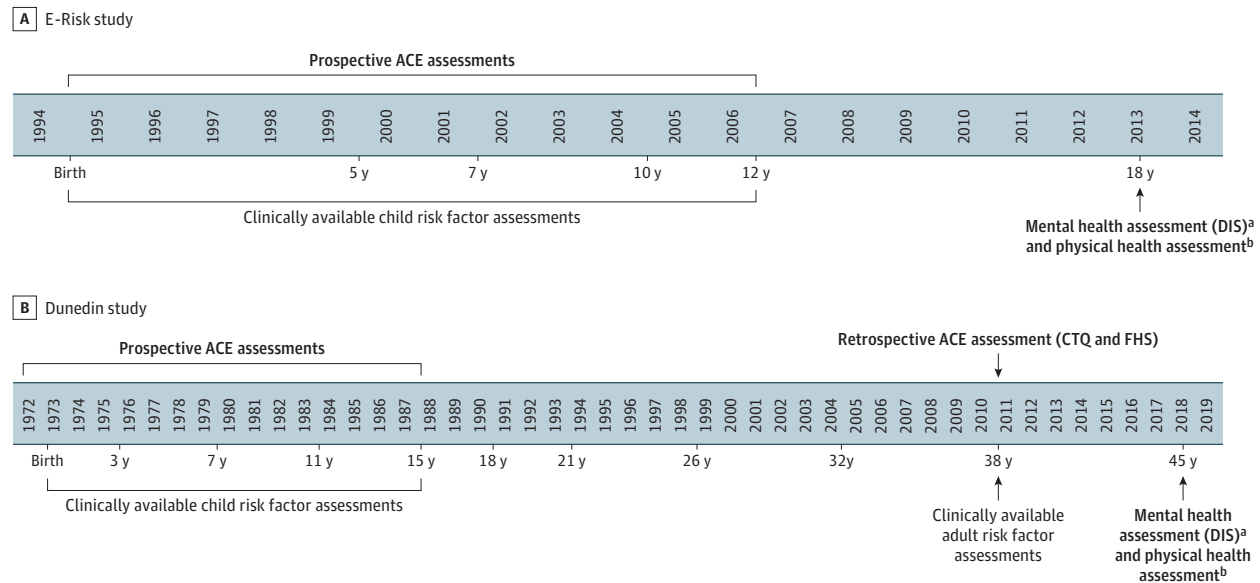 A E-Risk study
Prospective ACE assessments
1994 1995 1996 1997 1998 1999 2000 2001 2002 2003 2004 2005 2006 2007 2008 2009 2010 2011 2012 2013 2014
Birth 5 y 7 y 10 y 12 y 18 y
Clinically available child risk factor assessments
Mental health assessment (DIS)a
and physical health assessmentb
B Dunedin study
Prospective ACE assessments
Retrospective ACE assessment (CTQ and FHS)
1972 1973 1974 1975 1976 1977 1978 1979 1980 1981 1982 1983 1984 1985 1986 1987 1988 1989 1990 1991 1992 1993 1994 1995 1996 1997 1998 1999 2000 2001 2002 2003 2004 2005 2006 2007 2008 2009 2010 2011 2012 2013 2014 2015 2016 2017 2018 2019
Birth 3 y 7 y 11 y 15 y 18 y 21 y 26 y 32y 38 y 45 y
Clinically available child risk factor assessments
Clinically available
adult risk factor
assessments
Mental health
assessment (DIS)a
and physical health
assessmentb